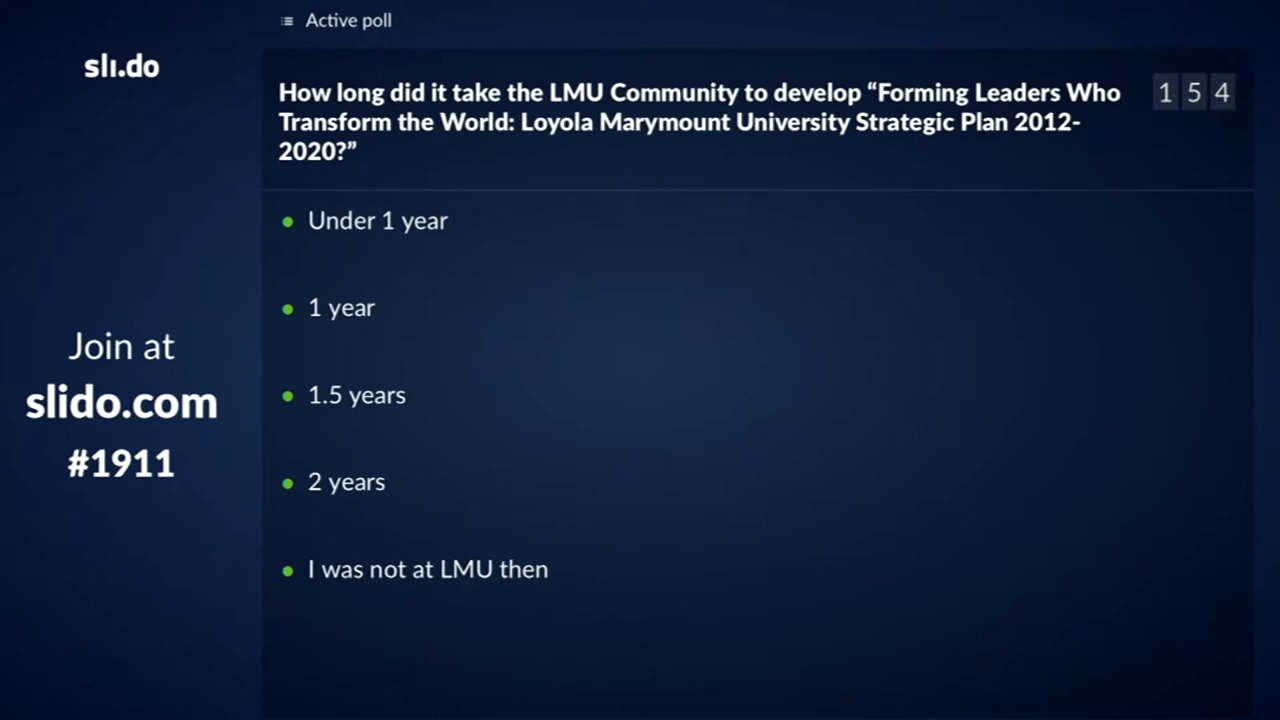 Active poll
slı.do
How long did it take the LMU Community to develop “Forming Leaders Who
Transform the World: Loyola Marymount University Strategic Plan 2012-
2020?”
1 5 4
Under 1 year
1 year
1.5 years
2 years
I was not at LMU then
Join at
slido.com
#1911